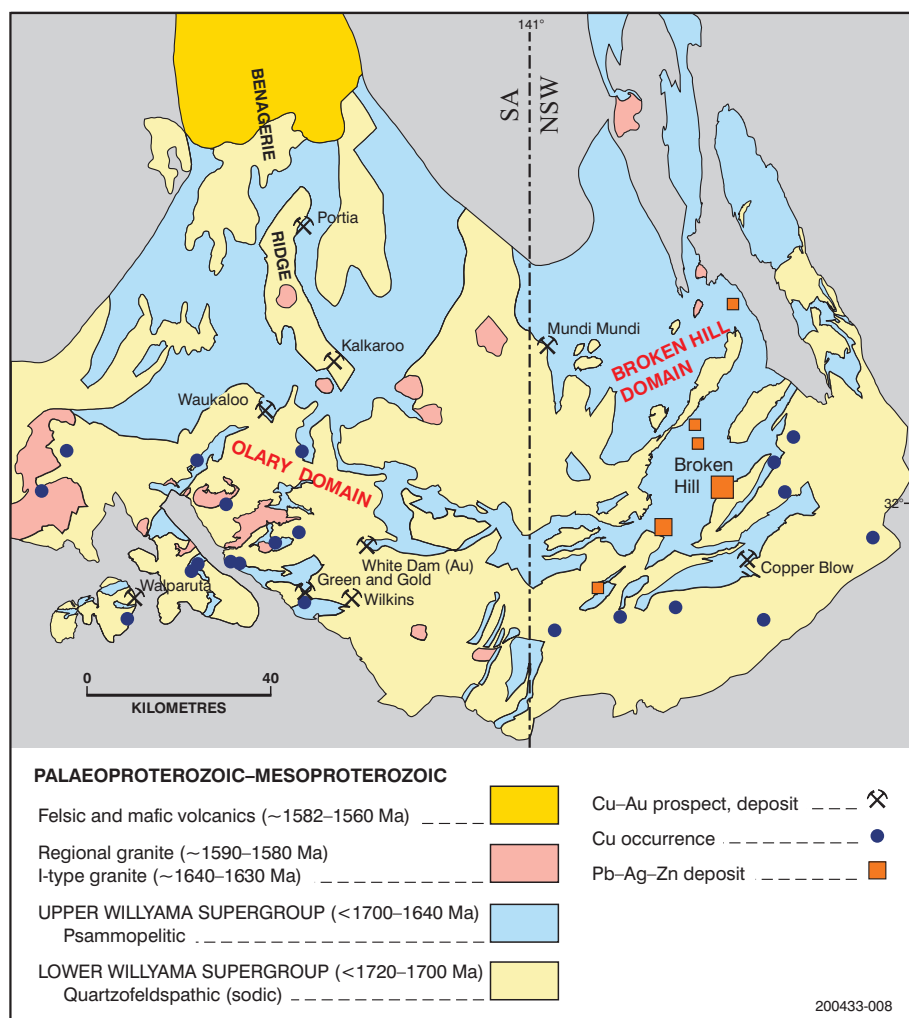 141°
SA
NSW
BENAGERIE
RIDGE
Portia
Kalkaroo
Mundi Mundi
BROKEN HILL
DOMAIN
Waukaloo
OLARY DOMAIN
Broken
Hill
32°
White Dam (Au)
Copper Blow
Green and Gold
Walparuta
Wilkins
0
40
KILOMETRES
PALAEOPROTEROZOIC–MESOPROTEROZOIC
Felsic and mafic volcanics (~1582–1560 Ma)
Regional granite (~1590–1580 Ma)
I-type granite (~1640–1630 Ma)
UPPER WILLYAMA SUPERGROUP (<1700–1640 Ma)
Psammopelitic
LOWER WILLYAMA SUPERGROUP (<1720–1700 Ma)
Quartzofeldspathic (sodic)
Cu–Au prospect, deposit
Cu occurrence
Pb–Ag–Zn deposit
200433-008